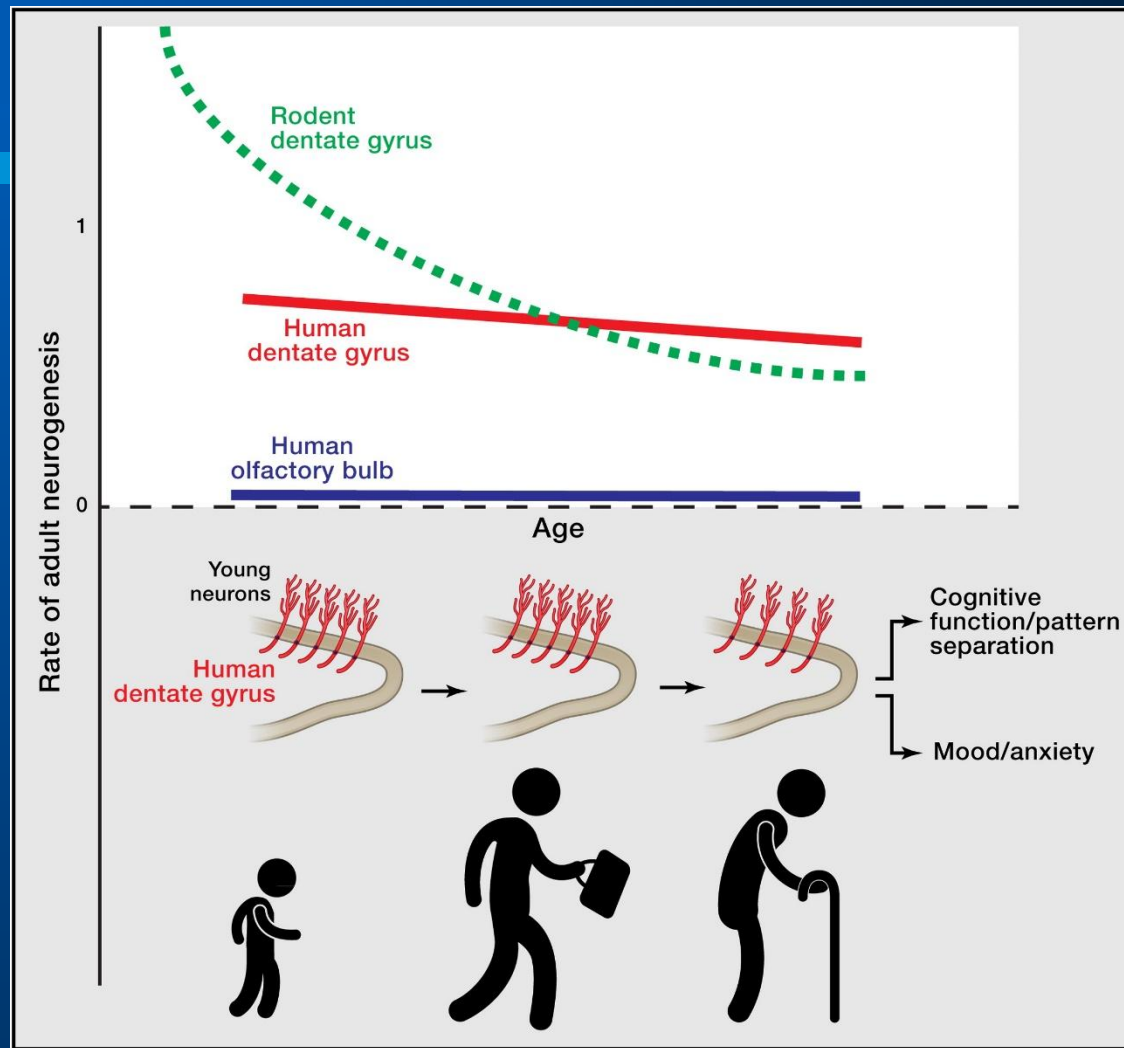 Rodent
dentate gyrus
1
Human
dentate gyrus
Human
olfactory bulb
0
Age
Rate of adult neurogenesis
Young
neurons
Human
dentate gyrus
Cognitive
function/pattern
separation
Mood/anxiety